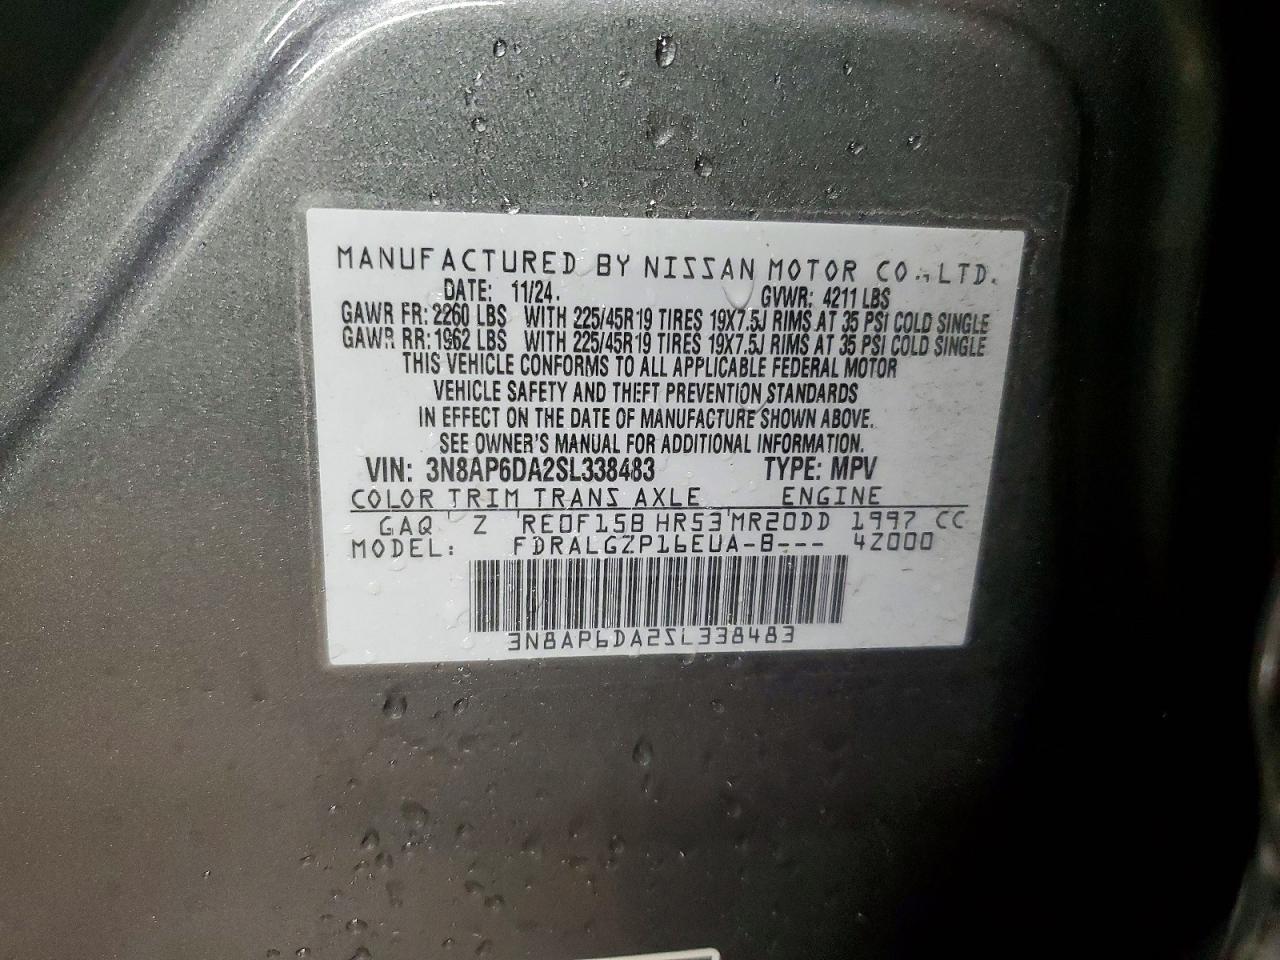 MANUFACTURED BY NISSAN MOTOR CO.,LTD.
DATE: 11/24. GVWR: 4211 LBS
GAWR FR: 2260 LBS WITH 225/45R19 TIRES 19X7.5J RIMS AT 35 PSI COLD SINGLE
GAWR RR: 1962 LBS WITH 225/45R19 TIRES 19X7.5J RIMS AT 35 PSI COLD SINGLE
THIS VEHICLE CONFORMS TO ALL APPLICABLE FEDERAL MOTOR
VEHICLE SAFETY AND THEFT PREVENTION STANDARDS
IN EFFECT ON THE DATE OF MANUFACTURE SHOWN ABOVE.
SEE OWNER'S MANUAL FOR ADDITIONAL INFORMATION.
VIN: 3N8AP6DA2SL338483 TYPE: MPV
COLOR TRIM TRANS AXLE ENGINE
GAQ Z RE0F15B HR53 MR20DD 1997 CC
MODEL: FDRALGZP16EUA-B--- 42000
3N8AP6DA2SL338483